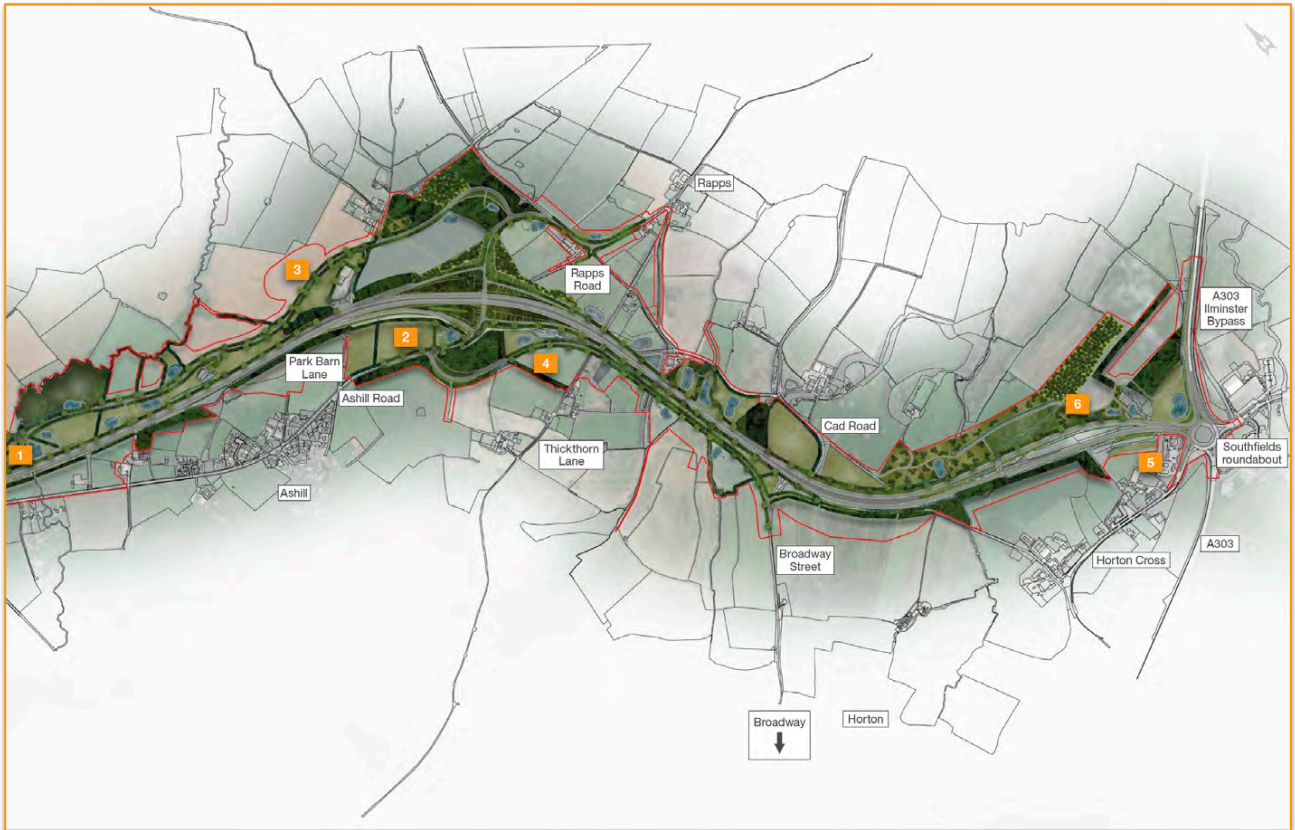 Rapps
Rapps
Road
A303
Ilminster
Bypass
3
2
Park Barn
Lane
4
Ashill Road
6
Cad Road
1
Thickthorn
Lane
5
Southfields
roundabout
Ashill
A303
Broadway
Street
Horton Cross
Broadway
Horton